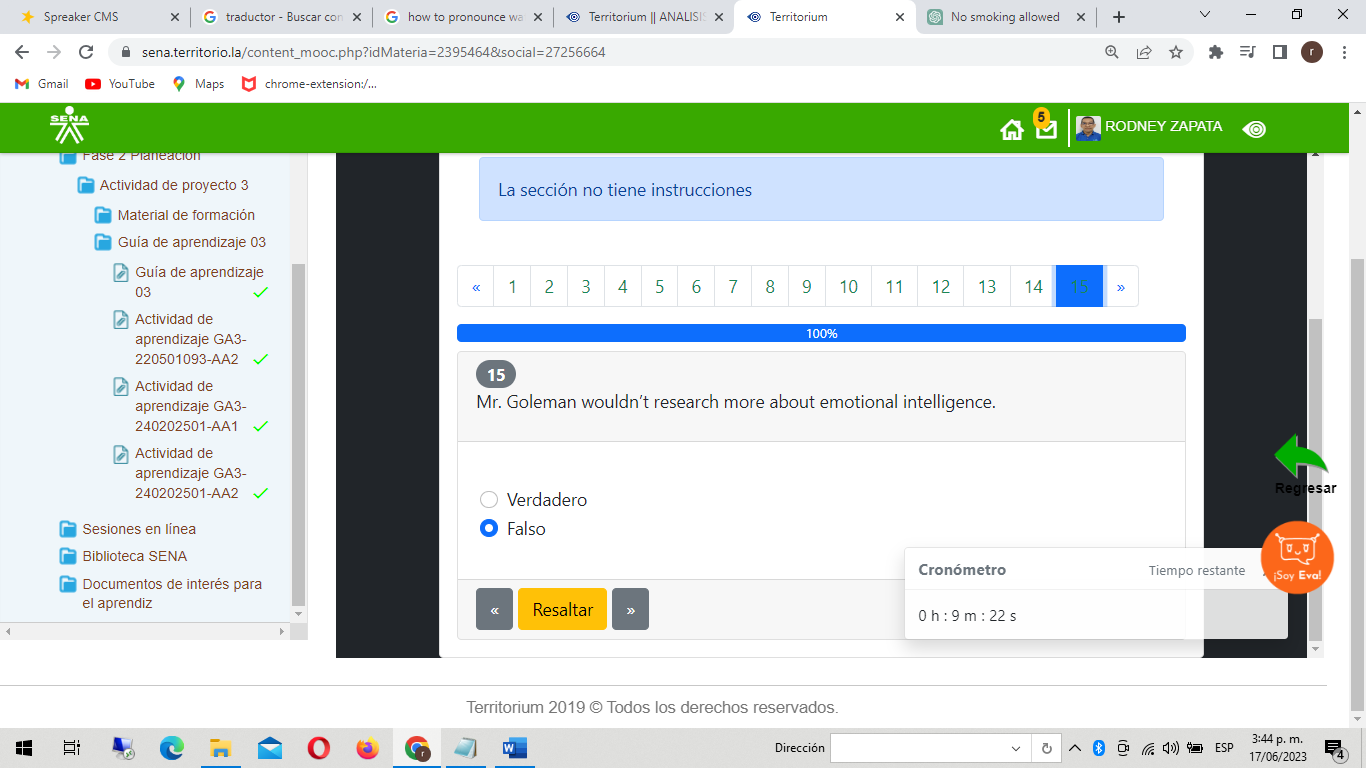 Spreaker CMS
traductor - Buscar con
how to pronounce wa
Territorium || ANALISIS
Territorium
No smoking allowed
sena.territorio.la/content_mooc.php?idMateria=2395464&social=27256664
r
Gmail
YouTube
Maps
chrome-extension:/...
SENA
5
RODNEY ZAPATA
Fase 2 Planeación
Actividad de proyecto 3
Material de formación
Guía de aprendizaje 03
Guía de aprendizaje
03
Actividad de
aprendizaje GA3-
220501093-AA2
Actividad de
aprendizaje GA3-
240202501-AA1
Actividad de
aprendizaje GA3-
240202501-AA2
Sesiones en línea
Biblioteca SENA
Documentos de interés para
el aprendiz
La sección no tiene instrucciones
« 1 2 3 4 5 6 7 8 9 10 11 12 13 14 15 »
100%
15
Mr. Goleman wouldn’t research more about emotional intelligence.
Verdadero
Falso
« Resaltar »
Regresar
¡Soy Eva!
Cronómetro
Tiempo restante
0 h : 9 m : 22 s
Territorium 2019 © Todos los derechos reservados.
Dirección
ESP
3:44 p. m.
17/06/2023
4